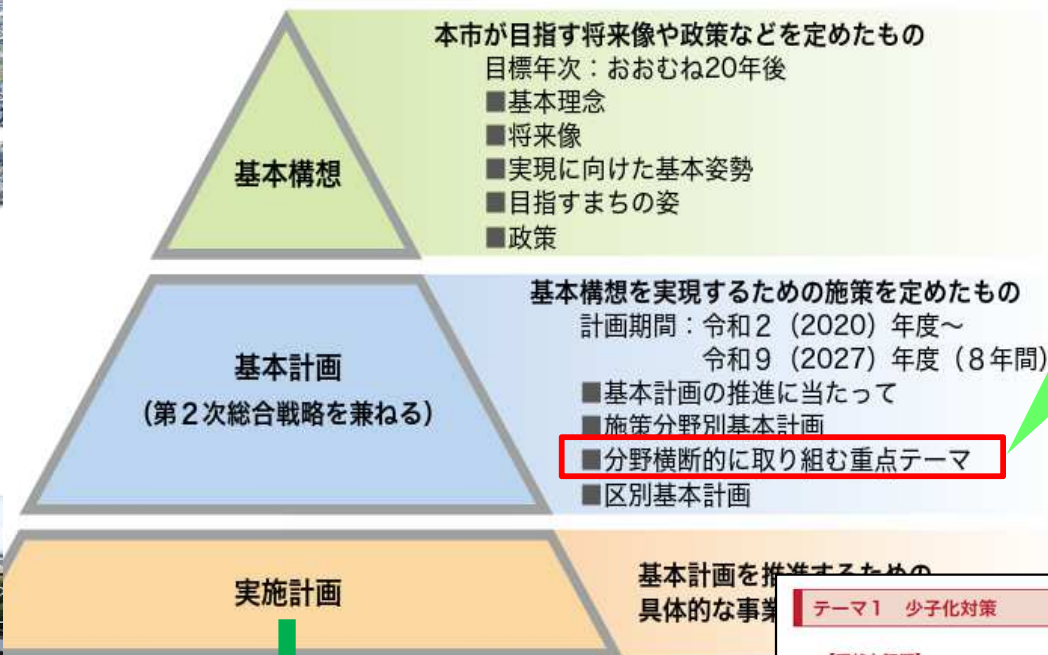 本市が目指す将来像や政策などを定めたもの
目標年次：おおむね20年後
■基本理念
■将来像
■実現に向けた基本姿勢
■目指すまちの姿
■政策
基本構想
基本構想を実現するための施策を定めたもの
計画期間：令和２（2020）年度～
令和９（2027）年度（８年間）
■基本計画の推進に当たって
■施策分野別基本計画
■分野横断的に取り組む重点テーマ
■区別基本計画
基本計画
（第２次総合戦略を兼ねる）
実施計画
基本計画を推進するための
具体的な事業
テーマ１　少子化対策